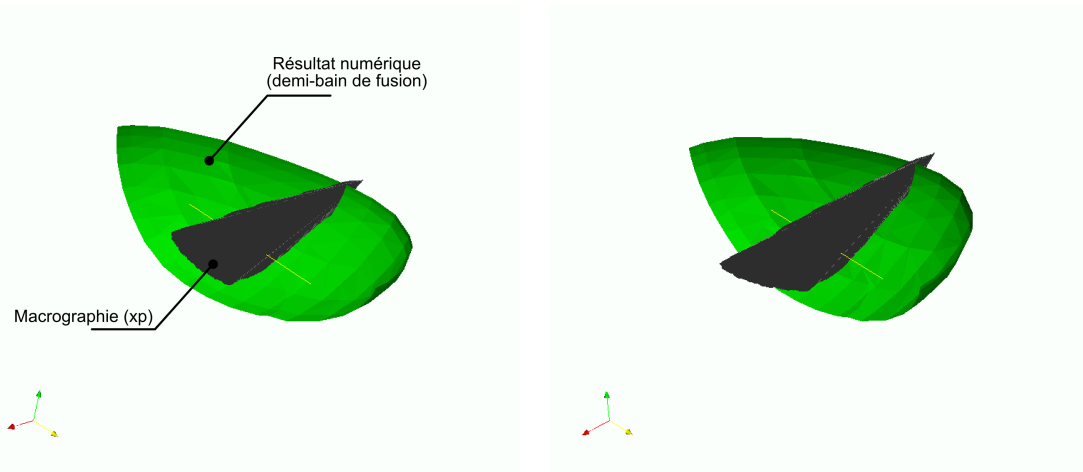 Résultat numérique
(demi-bain de fusion)
Macrographie (xp)